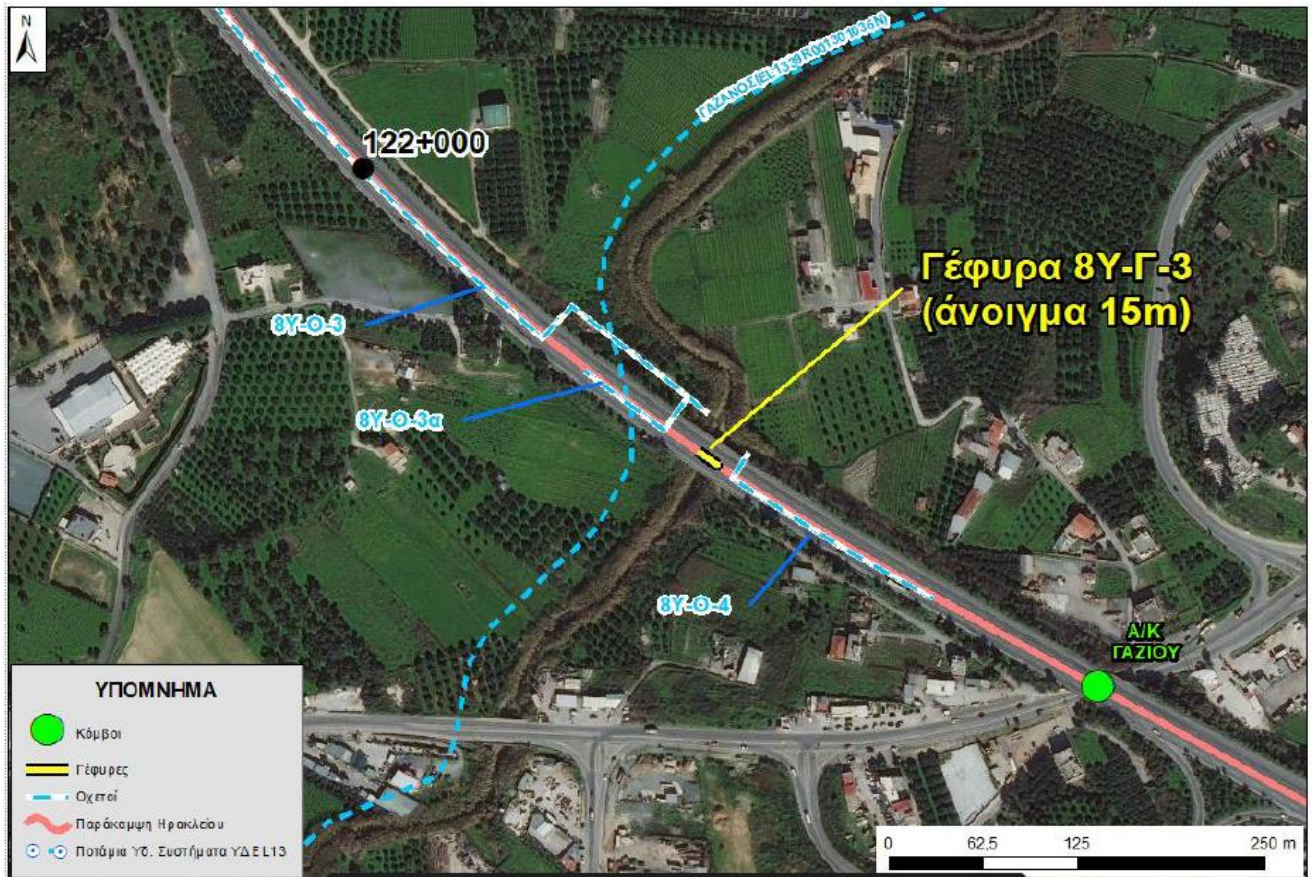 N
ΓΑΖΑΝΟΣ(EL1339R001301036N)
122+000
Γέφυρα 8Υ-Γ-3
(άνοιγμα 15m)
8Υ-Ο-3
8Υ-Ο-3α
8Υ-Ο-4
Α/Κ
ΓΑΖΙΟΥ
ΥΠΟΜΝΗΜΑ
Κόμβοι
Γέφυρες
Οχετοί
Παράκαμψη Ηρακλείου
Ποτάμια Υδ. Συστήματα ΥΔ EL13
0 62,5 125 250 m